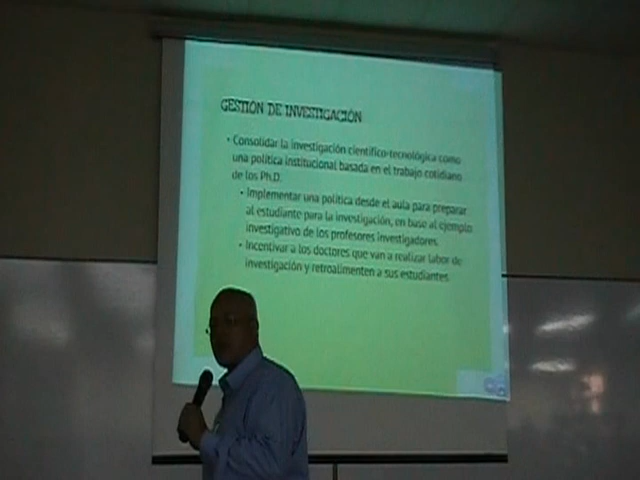 GESTIÓN DE INVESTIGACIÓN
• Consolidar la investigación científico-tecnológica como
una política institucional basada en el trabajo cotidiano
de los Ph.D.
• Implementar una política desde el aula para preparar
al estudiante para la investigación, en base al ejemplo
investigativo de los profesores investigadores.
• Incentivar a los doctores que van a realizar labor de
investigación y retroalimenten a sus estudiantes.